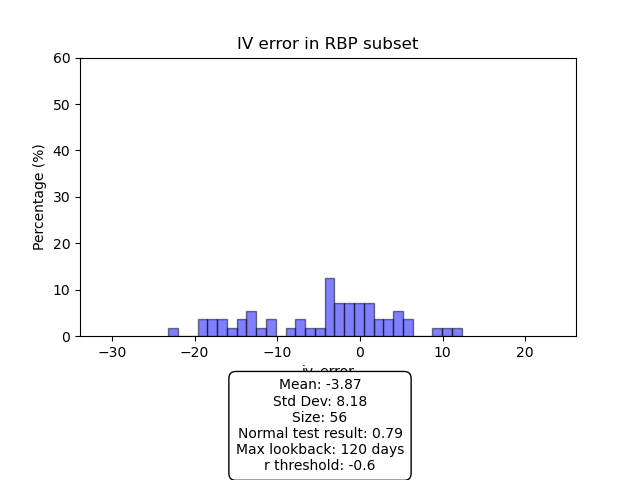 IV error in RBP subset
Percentage (%)
60
50
40
30
20
10
0
−30 −20 −10 0 10 20
iv_error
Mean: -3.87
Std Dev: 8.18
Size: 56
Normal test result: 0.79
Max lookback: 120 days
r threshold: -0.6